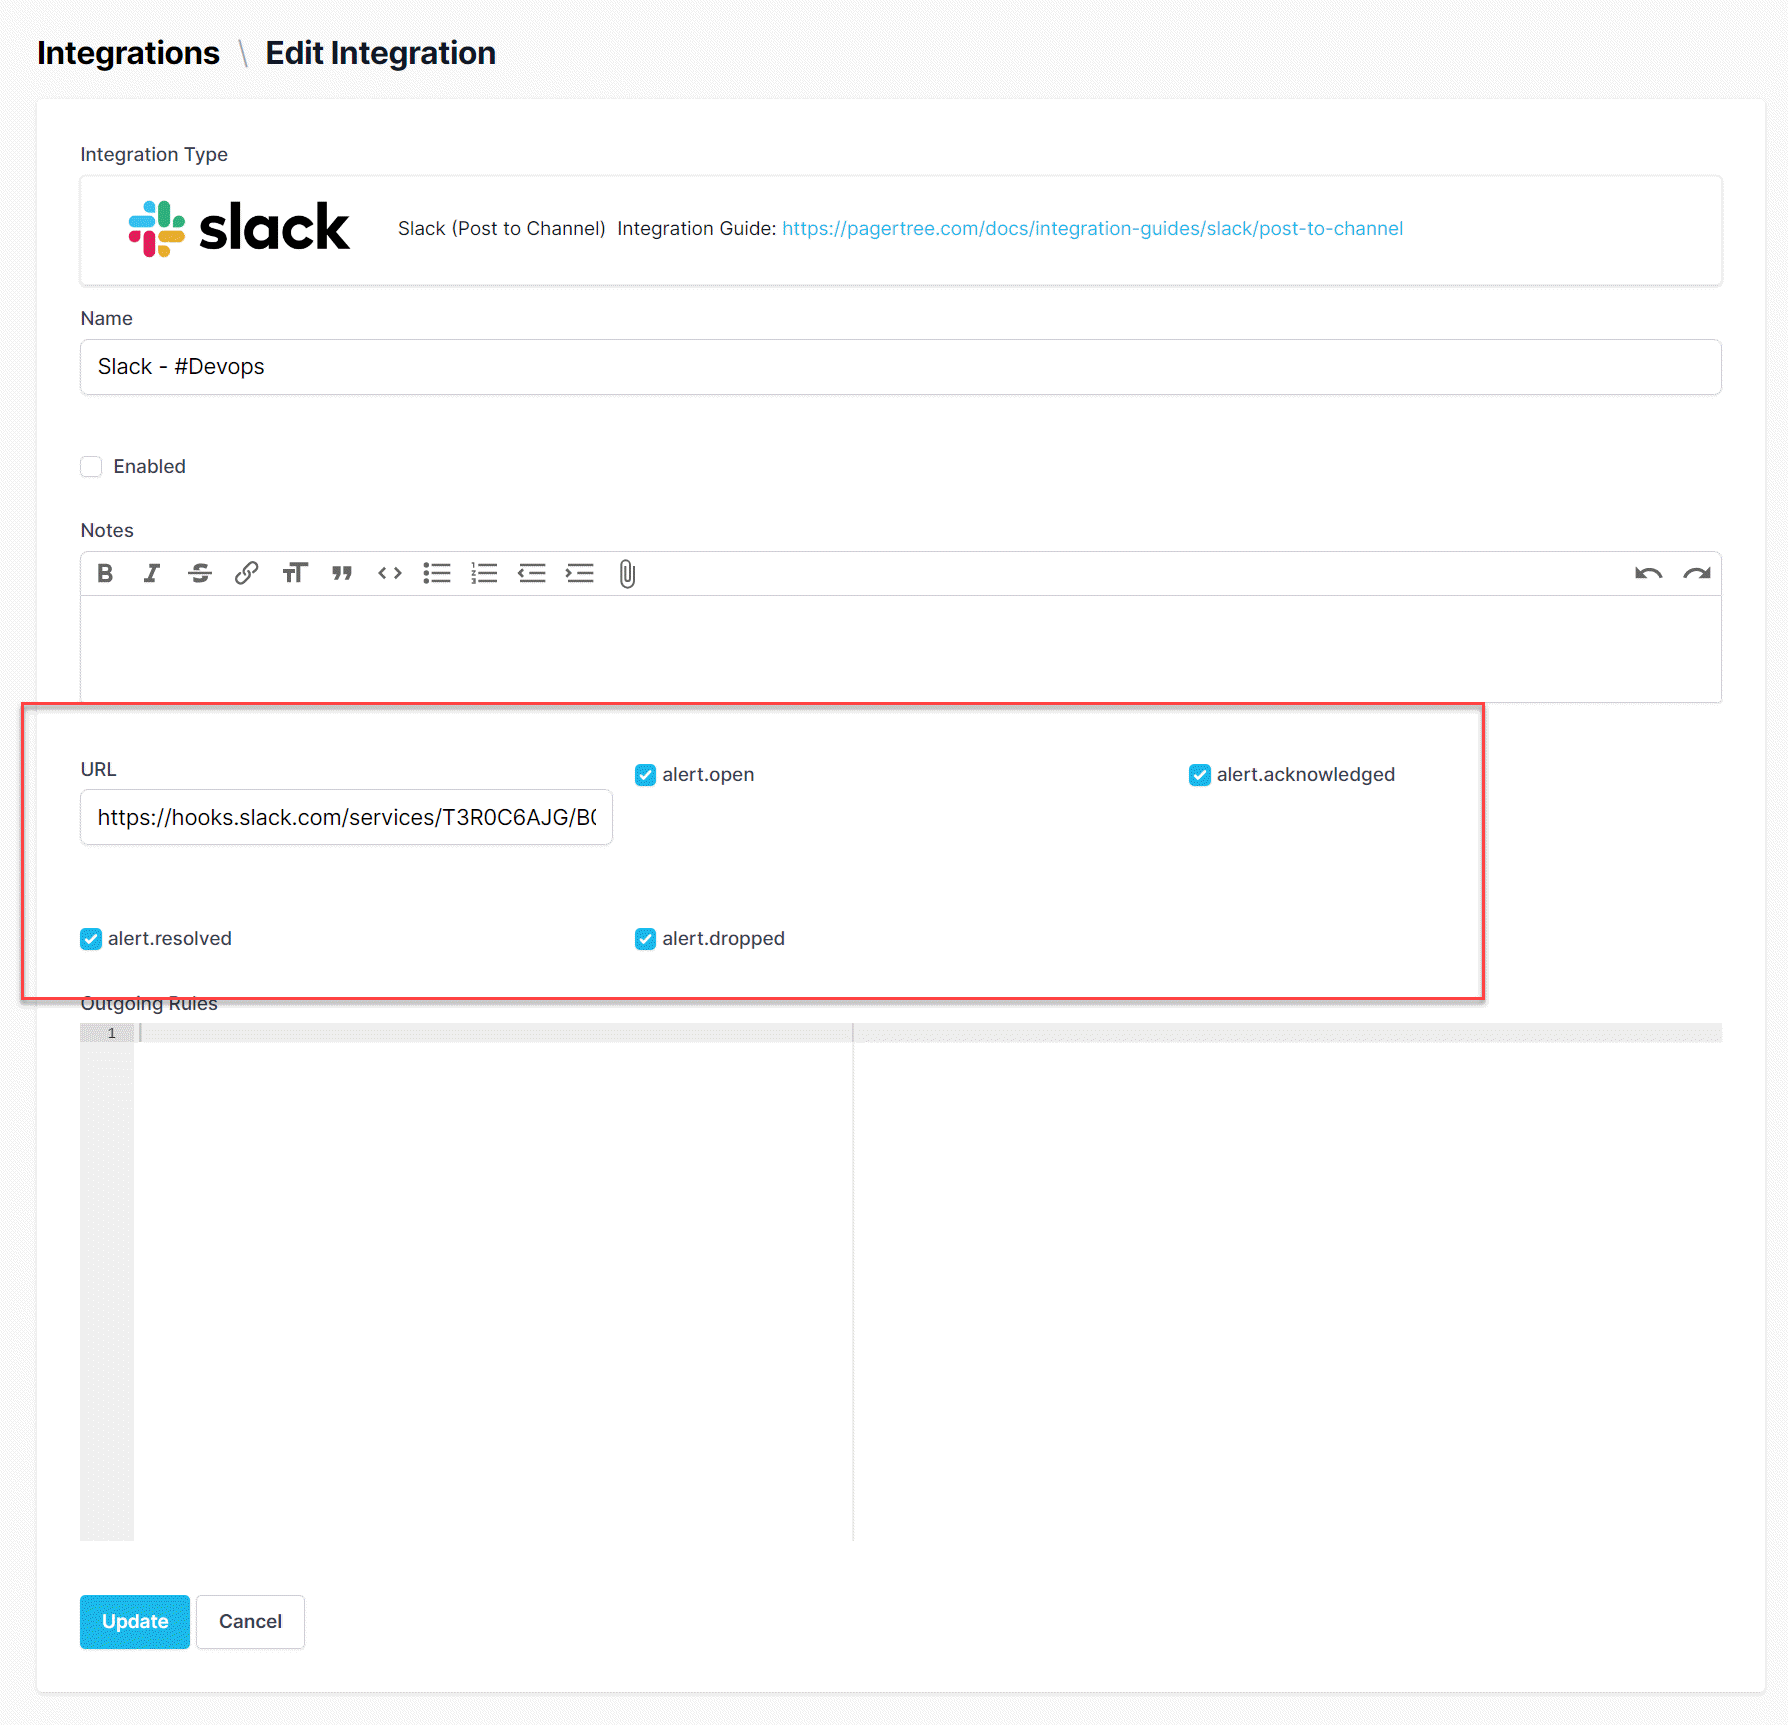 Integrations \ Edit Integration
Integration Type
slack Slack (Post to Channel) Integration Guide: https://pagertree.com/docs/integration-guides/slack/post-to-channel
Name
Slack - #Devops
Enabled
Notes
URL
alert.open
alert.acknowledged
https://hooks.slack.com/services/T3R0C6AJG/B0
alert.resolved
alert.dropped
Outgoing Rules
1
Update
Cancel